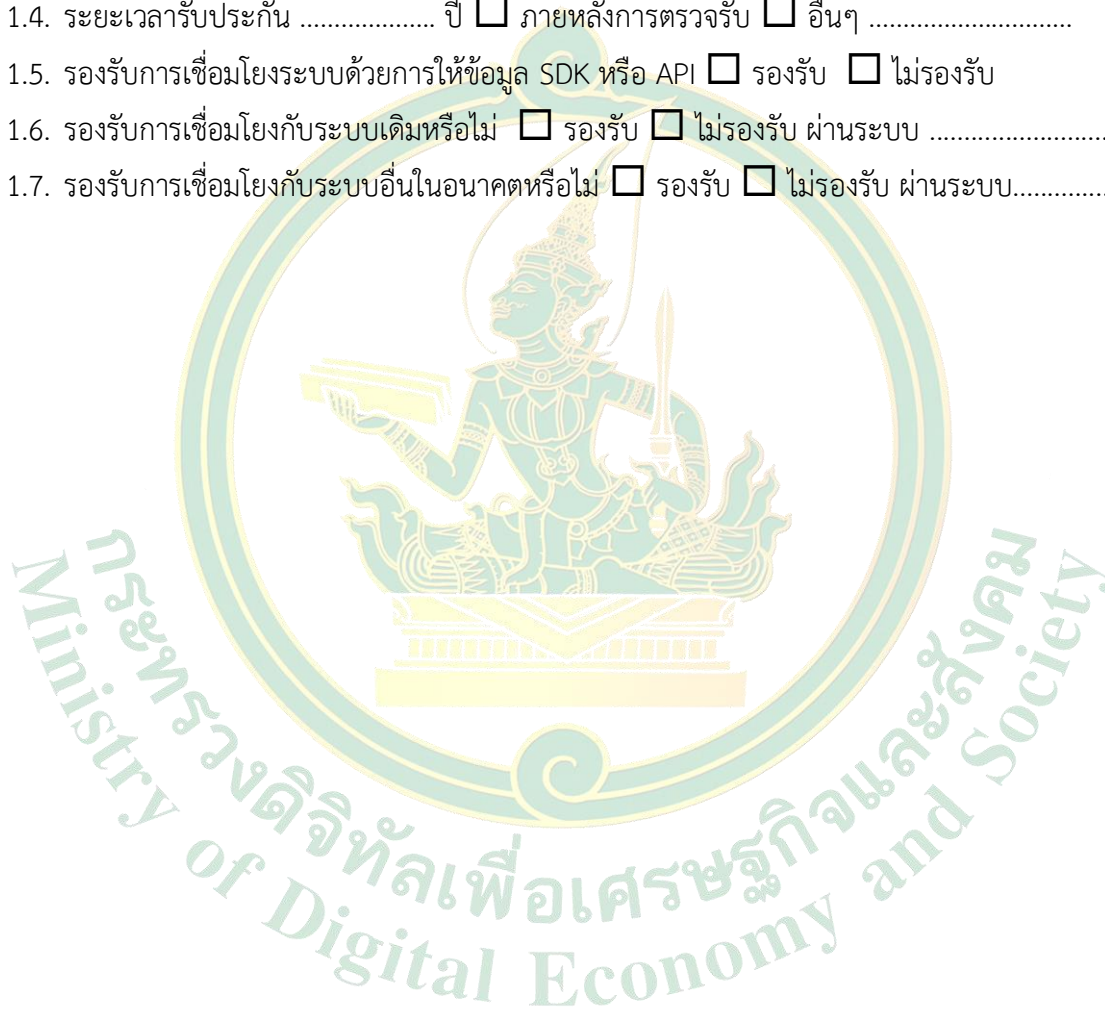 1.4. ระยะเวลารับประกัน .................... ปี ☐ ภายหลังการตรวจรับ ☐ อื่นๆ ..............................
1.5. รองรับการเชื่อมโยงระบบด้วยการให้ข้อมูล SDK หรือ API ☐ รองรับ ☐ ไม่รองรับ
1.6. รองรับการเชื่อมโยงกับระบบเดิมหรือไม่ ☐ รองรับ ☐ ไม่รองรับ ผ่านระบบ ..........................
1.7. รองรับการเชื่อมโยงกับระบบอื่นในอนาคตหรือไม่ ☐ รองรับ ☐ ไม่รองรับ ผ่านระบบ..............
กระทรวงดิจิทัลเพื่อเศรษฐกิจและสังคม
Ministry of Digital Economy and Society